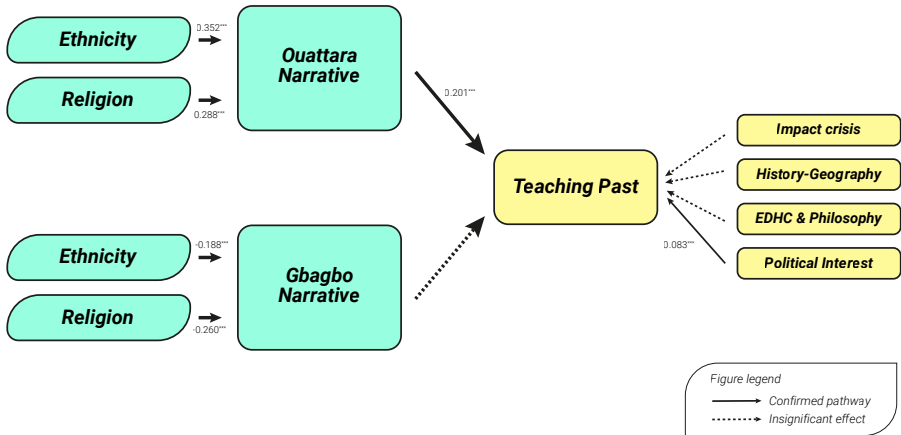 Ethnicity
0.352***
Religion
0.288***
Ouattara
Narrative
0.201***
Ethnicity
-0.188***
Religion
-0.260***
Gbagbo
Narrative
Teaching Past
Impact crisis
History-Geography
EDHC & Philosophy
Political Interest
0.083***
Figure legend
Confirmed pathway
Insignificant effect